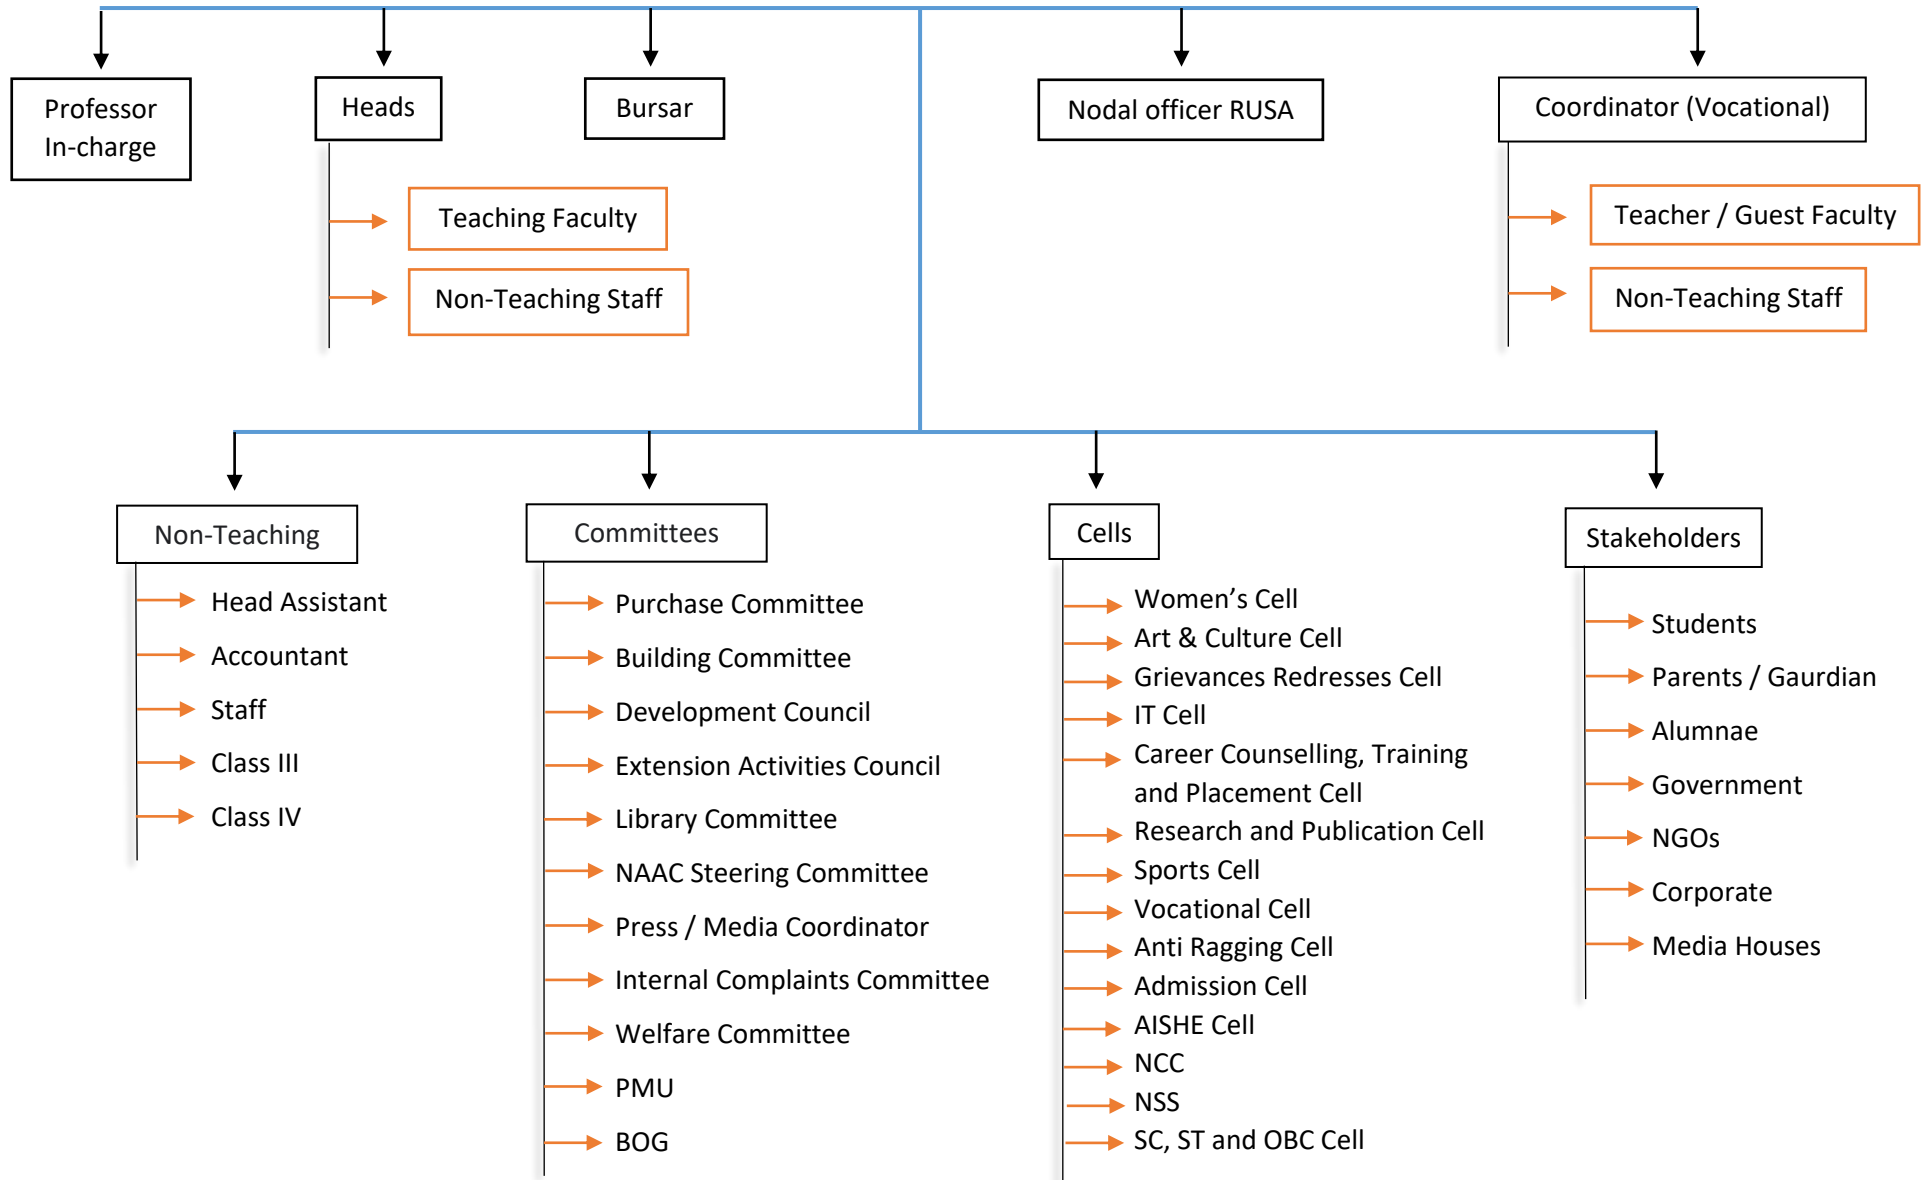 Professor
In-charge
Heads
Bursar
Nodal officer RUSA
Coordinator (Vocational)
Teaching Faculty
Non-Teaching Staff
Teacher / Guest Faculty
Non-Teaching Staff
Non-Teaching
Head Assistant
Accountant
Staff
Class III
Class IV
Committees
Purchase Committee
Building Committee
Development Council
Extension Activities Council
Library Committee
NAAC Steering Committee
Press / Media Coordinator
Internal Complaints Committee
Welfare Committee
PMU
BOG
Cells
Women’s Cell
Art & Culture Cell
Grievances Redresses Cell
IT Cell
Career Counselling, Training
and Placement Cell
Research and Publication Cell
Sports Cell
Vocational Cell
Anti Ragging Cell
Admission Cell
AISHE Cell
NCC
NSS
SC, ST and OBC Cell
Stakeholders
Students
Parents / Gaurdian
Alumnae
Government
NGOs
Corporate
Media Houses